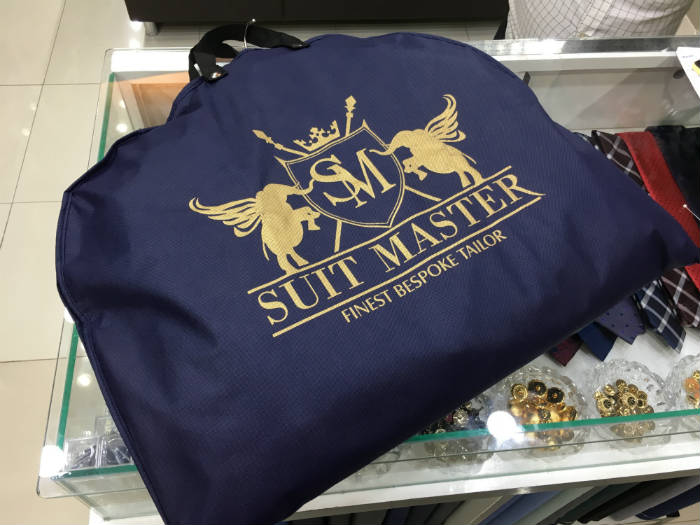 SM
SUIT MASTER
FINEST BESPOKE TAILOR